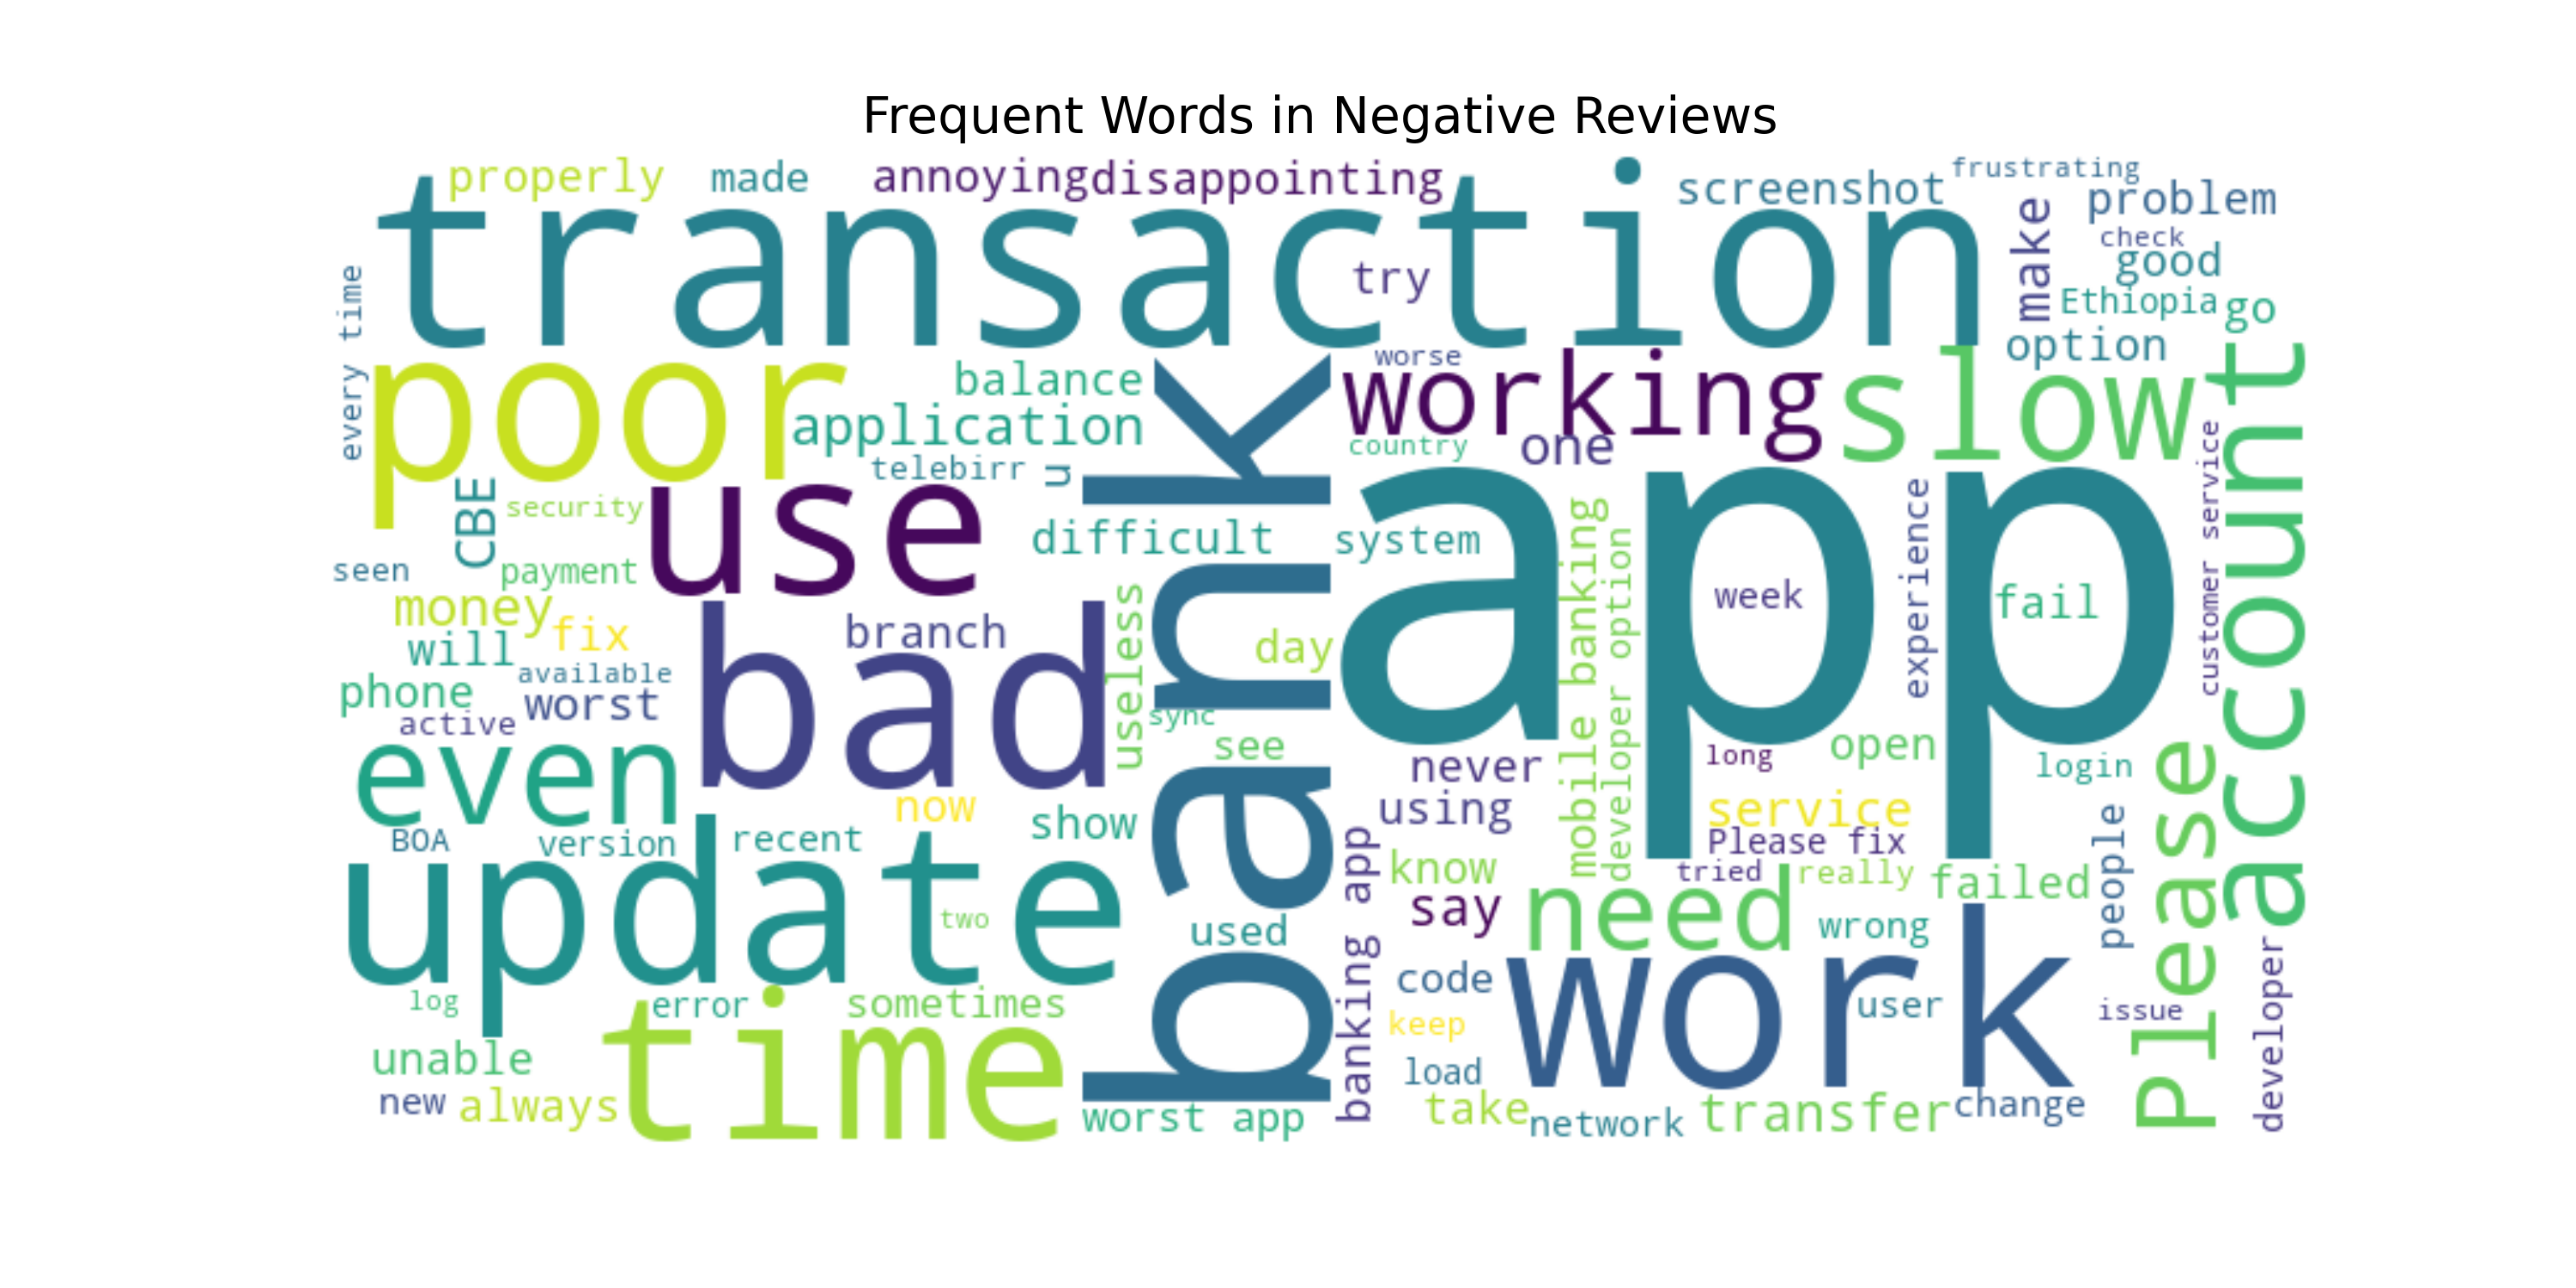 Frequent Words in Negative Reviews
properly
made
annoying
disappointing
screenshot
frustrating
problem
transaction
make
check
good
try
Ethiopia
go
every time
option
poor
balance
worse
working
slow
account
application
country
one
telebirr
u
bank
CBE
security
use
difficult
system
app
mobile banking
developer option
experience
customer service
seen
payment
week
fail
money
fix
branch
useless
day
will
available
phone
worst
bad
active
sync
see
never
long
open
login
even
now
show
using
service
Please
people
BOA
version
recent
Please fix
update
know
tried
really
failed
two
used
banking app
say
need
wrong
developer
log
error
sometimes
code
work
user
issue
time
keep
unable
load
new
always
worst app
take
network
transfer
change